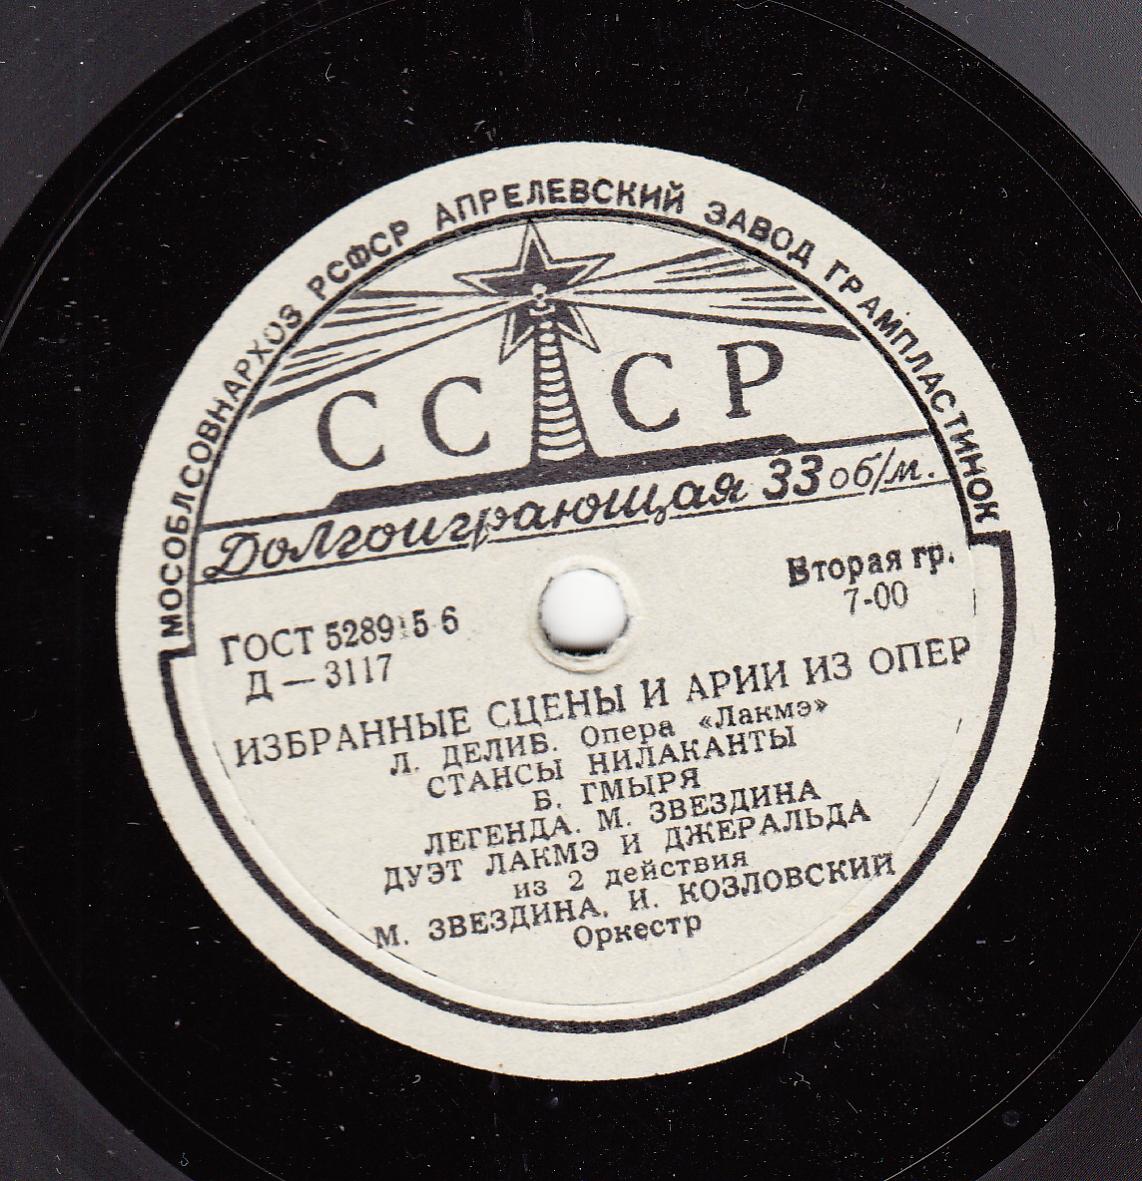 МОСОБЛСОВНАРХОЗ РСФСР АПРЕЛЕВСКИЙ ЗАВОД ГРАМПЛАСТИНОК
СССР
Долгоиграющая 33 об/м.
Вторая гр.
7-00
ГОСТ 5289 56
Д — 3117
ИЗБРАННЫЕ СЦЕНЫ И АРИИ ИЗ ОПЕР
Л. ДЕЛИБ. Опера «Лакмэ»
СТАНСЫ НИЛАКАНТЫ
Б. ГМЫРЯ
ЛЕГЕНДА. М. ЗВЕЗДИНА
ДУЭТ ЛАКМЭ И ДЖЕРАЛЬДА
из 2 действия
М. ЗВЕЗДИНА, И. КОЗЛОВСКИЙ
Оркестр